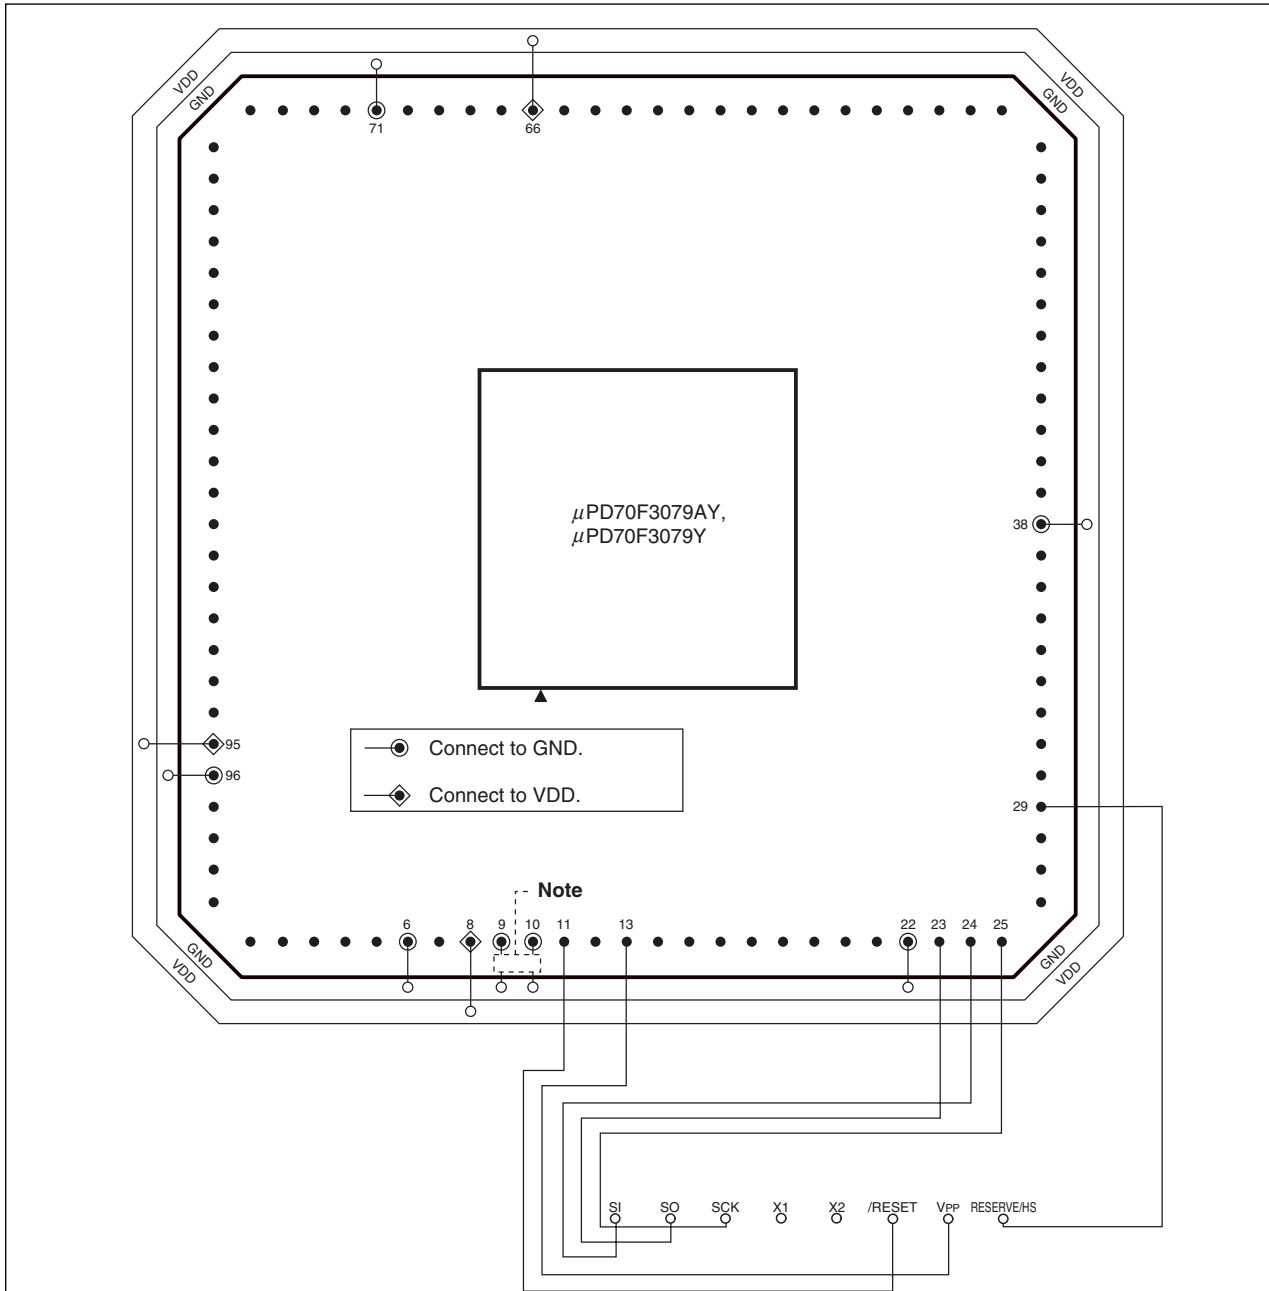 VDD
GND
VDD
GND
71
66
μPD70F3079AY,
μPD70F3079Y
38
95
96
Connect to GND.
Connect to VDD.
29
Note
6
8
9
10
11
13
22
23
24
25
GND
VDD
GND
VDD
SI
SO
SCK
X1
X2
/RESET
VPP
RESERVE/HS